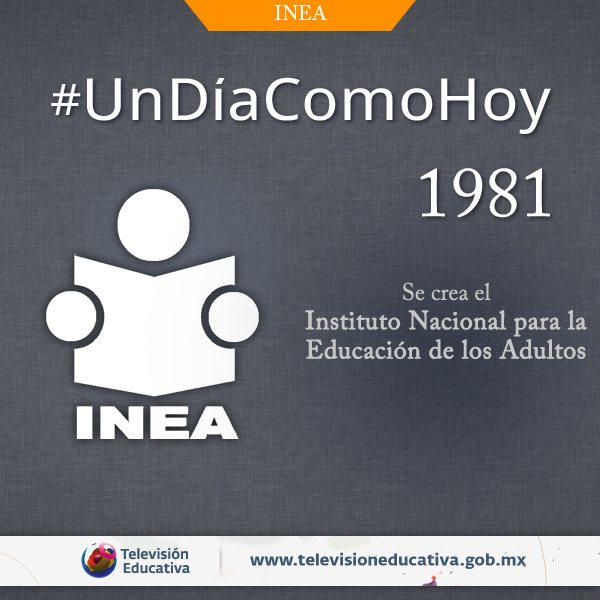 INEA
#UnDíaComoHoy
1981
Se crea el
Instituto Nacional para la
Educación de los Adultos
INEA
Televisión
Educativa
www.televisioneducativa.gob.mx